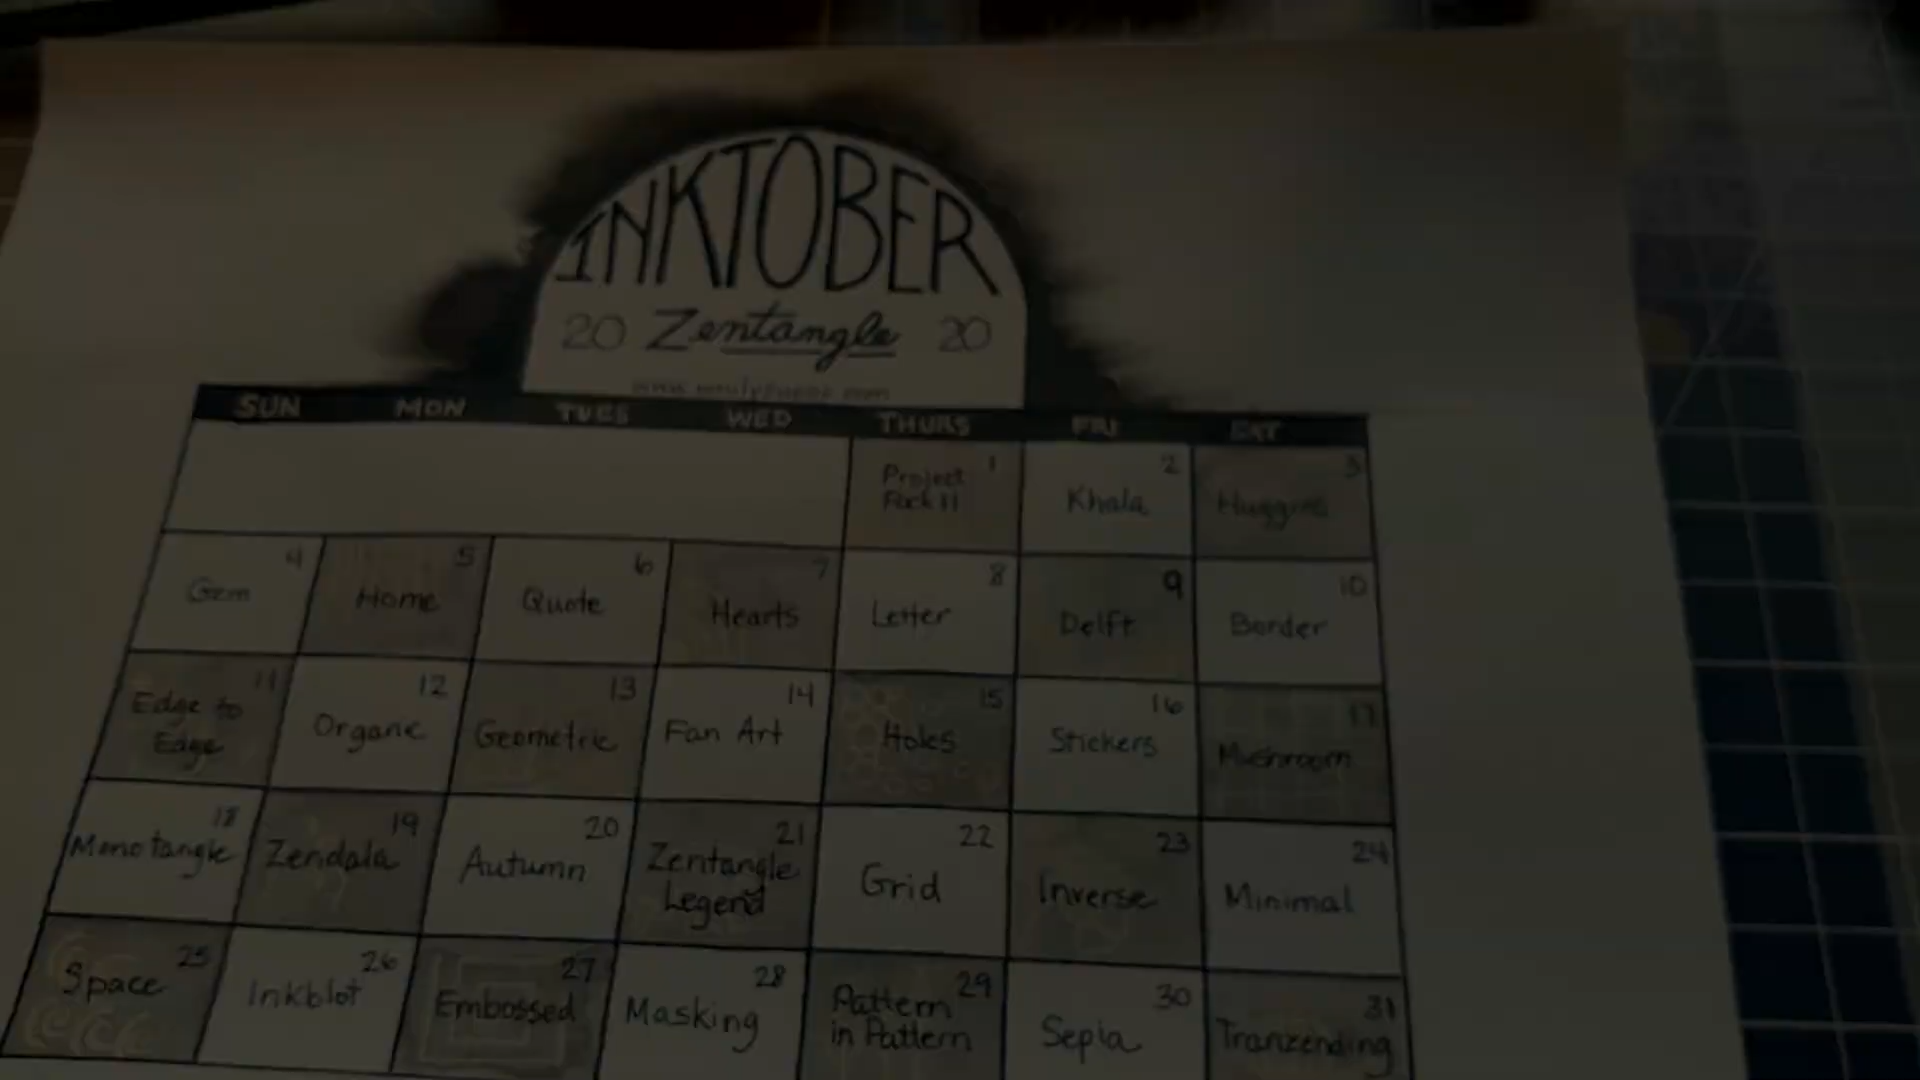 INKTOBER
20 Zentangle 20
SUN MON TUES WED THURS FRI SAT
1 Project Pack 11
2 Khala
3 Huggins
4 Gem
5 Home
6 Quote
7 Hearts
8 Letter
9 Delft
10 Border
11 Edge to Edge
12 Organic
13 Geometric
14 Fan Art
15 Holes
16 Stickers
17 Mushroom
18 Monotangle
19 Zendala
20 Autumn
21 Zentangle Legend
22 Grid
23 Inverse
24 Minimal
25 Space
26 Inkblot
27 Embossed
28 Masking
29 Pattern in Pattern
30 Sepia
31 Tranzending